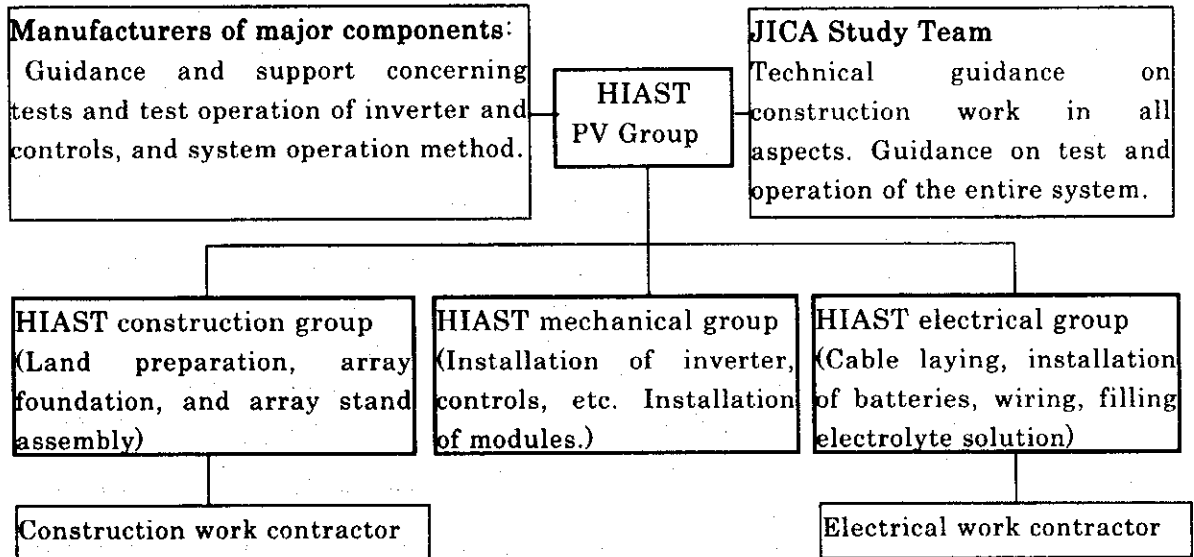 Manufacturers of major components:
Guidance and support concerning
tests and test operation of inverter and
controls, and system operation method.
HIAST
PV Group
JICA Study Team
Technical guidance on
construction work in all
aspects. Guidance on test and
operation of the entire system.
HIAST construction group
(Land preparation, array
foundation, and array stand
assembly)
HIAST mechanical group
(Installation of inverter,
controls, etc. Installation
of modules.)
HIAST electrical group
(Cable laying, installation
of batteries, wiring, filling
electrolyte solution)
Construction work contractor
Electrical work contractor